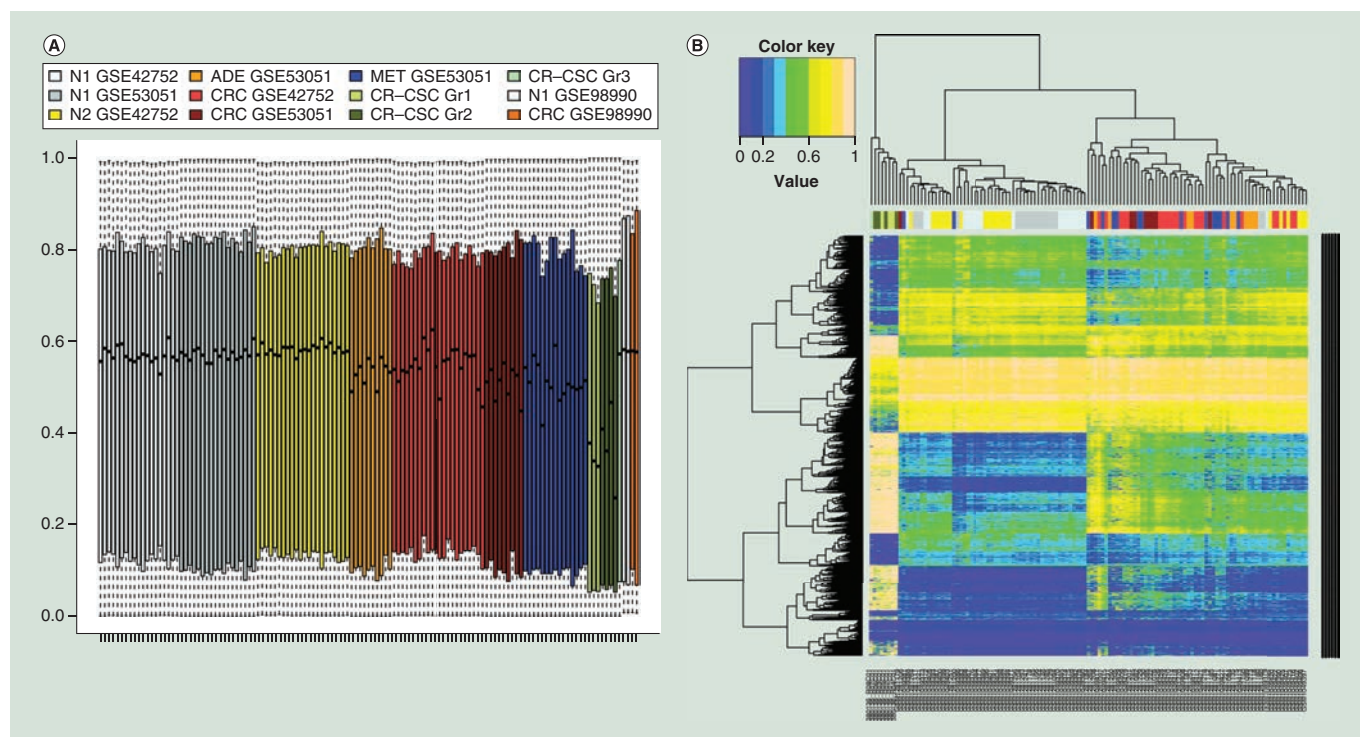 A
N1 GSE42752 ADE GSE53051 MET GSE53051 CR–CSC Gr3
N1 GSE53051 CRC GSE42752 CR–CSC Gr1 N1 GSE98990
N2 GSE42752 CRC GSE53051 CR–CSC Gr2 CRC GSE98990
1.0
0.8
0.6
0.4
0.2
0.0
B
Color key
0 0.2 0.6 1
Value